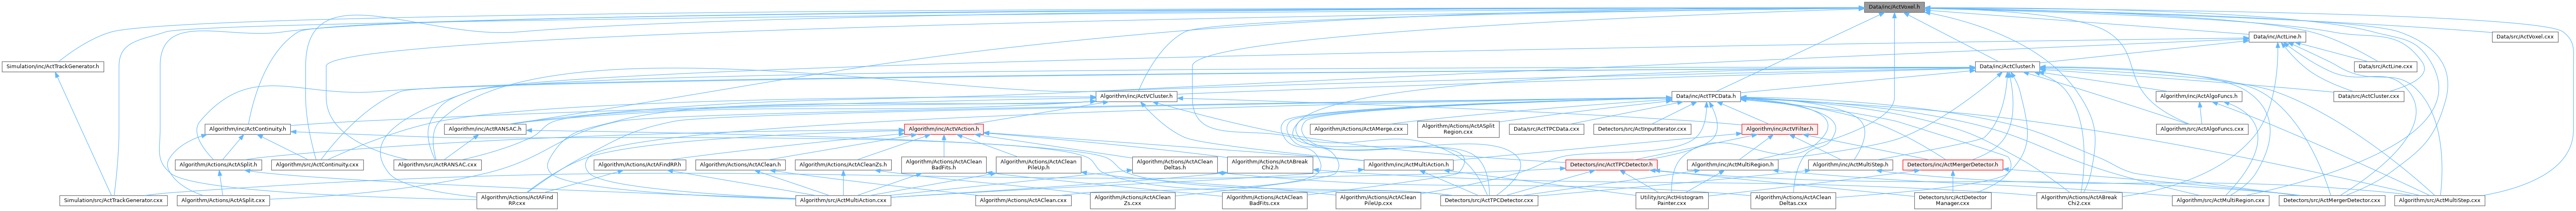 Data/inc/ActVoxel.h
Data/inc/ActLine.h
Data/src/ActVoxel.cxx
Simulation/inc/ActTrackGenerator.h
Data/inc/ActCluster.h
Data/src/ActLine.cxx
Algorithm/inc/ActVCluster.h
Data/inc/ActTPCData.h
Algorithm/inc/ActAlgoFuncs.h
Data/src/ActCluster.cxx
Algorithm/inc/ActContinuity.h
Algorithm/inc/ActRANSAC.h
Algorithm/inc/ActVAction.h
Algorithm/Actions/ActAMerge.cxx
Algorithm/Actions/ActASplit
Region.cxx
Data/src/ActTPCData.cxx
Detectors/src/ActInputIterator.cxx
Algorithm/inc/ActVFilter.h
Algorithm/src/ActAlgoFuncs.cxx
Algorithm/Actions/ActASplit.h
Algorithm/src/ActContinuity.cxx
Algorithm/src/ActRANSAC.cxx
Algorithm/Actions/ActAFindRP.h
Algorithm/Actions/ActAClean.h
Algorithm/Actions/ActACleanZs.h
Algorithm/Actions/ActAClean
BadFits.h
Algorithm/Actions/ActAClean
PileUp.h
Algorithm/Actions/ActAClean
Deltas.h
Algorithm/Actions/ActABreak
Chi2.h
Algorithm/inc/ActMultiAction.h
Detectors/inc/ActTPCDetector.h
Algorithm/inc/ActMultiRegion.h
Algorithm/inc/ActMultiStep.h
Detectors/inc/ActMergerDetector.h
Simulation/src/ActTrackGenerator.cxx
Algorithm/Actions/ActASplit.cxx
Algorithm/Actions/ActAFind
RP.cxx
Algorithm/src/ActMultiAction.cxx
Algorithm/Actions/ActAClean.cxx
Algorithm/Actions/ActAClean
Zs.cxx
Algorithm/Actions/ActAClean
BadFits.cxx
Algorithm/Actions/ActAClean
PileUp.cxx
Detectors/src/ActTPCDetector.cxx
Utility/src/ActHistogram
Painter.cxx
Algorithm/Actions/ActAClean
Deltas.cxx
Detectors/src/ActDetector
Manager.cxx
Algorithm/Actions/ActABreak
Chi2.cxx
Algorithm/src/ActMultiRegion.cxx
Detectors/src/ActMergerDetector.cxx
Algorithm/src/ActMultiStep.cxx